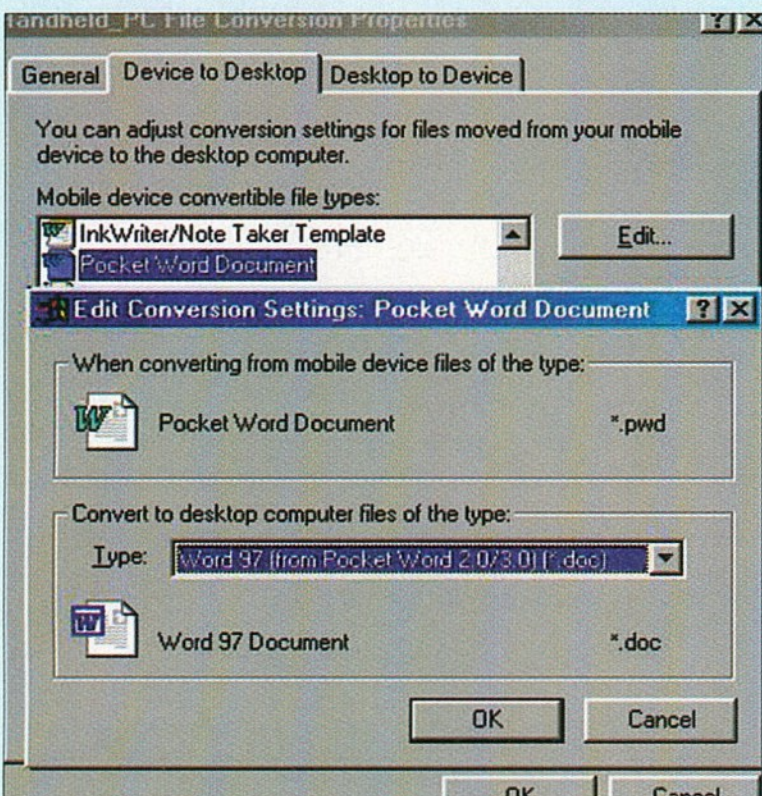 Handheld_PC File Conversion Properties
General Device to Desktop Desktop to Device
You can adjust conversion settings for files moved from your mobile
device to the desktop computer.
Mobile device convertible file types:
InkWriter/Note Taker Template
Edit...
Pocket Word Document
Edit Conversion Settings: Pocket Word Document
When converting from mobile device files of the type:
Pocket Word Document *.pwd
Convert to desktop computer files of the type:
Type: Word 97 (from Pocket Word 2.0/3.0) (*.doc)
Word 97 Document *.doc
OK Cancel
OK Cancel